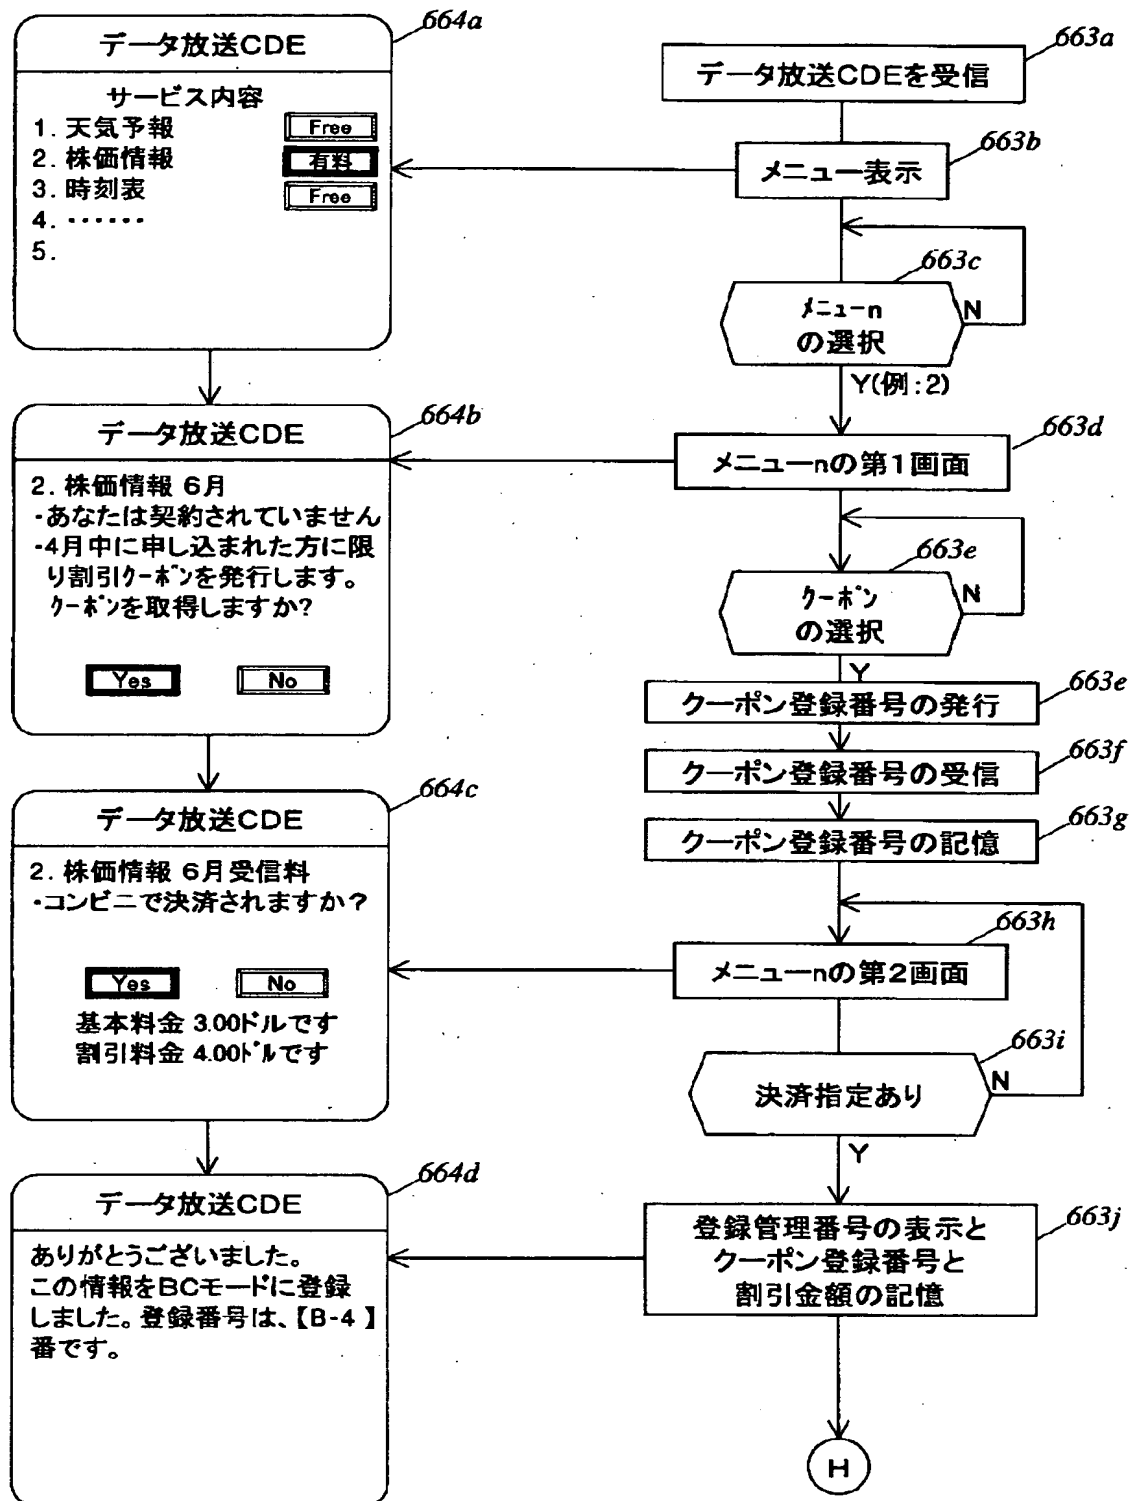 664a
データ放送CDE
サービス内容
1. 天気予報 Free
2. 株価情報 有料
3. 時刻表 Free
4. ・・・・・・
5.
664b
データ放送CDE
2. 株価情報 6月
・あなたは契約されていません
・4月中に申し込まれた方に限
り割引クーポンを発行します。
クーポンを取得しますか?
Yes No
664c
データ放送CDE
2. 株価情報 6月受信料
・コンビニで決済されますか?
Yes No
基本料金 3.00ドルです
割引料金 4.00ドルです
664d
データ放送CDE
ありがとうございました。
この情報をBCモードに登録
しました。登録番号は、【B-4 】
番です。
663a
データ放送CDEを受信
663b
メニュー表示
663c
メニューn
の選択
N
Y(例:2)
663d
メニューnの第1画面
663e
クーポン
の選択
N
Y
663e
クーポン登録番号の発行
663f
クーポン登録番号の受信
663g
クーポン登録番号の記憶
663h
メニューnの第2画面
663i
決済指定あり
N
Y
663j
登録管理番号の表示と
クーポン登録番号と
割引金額の記憶
H